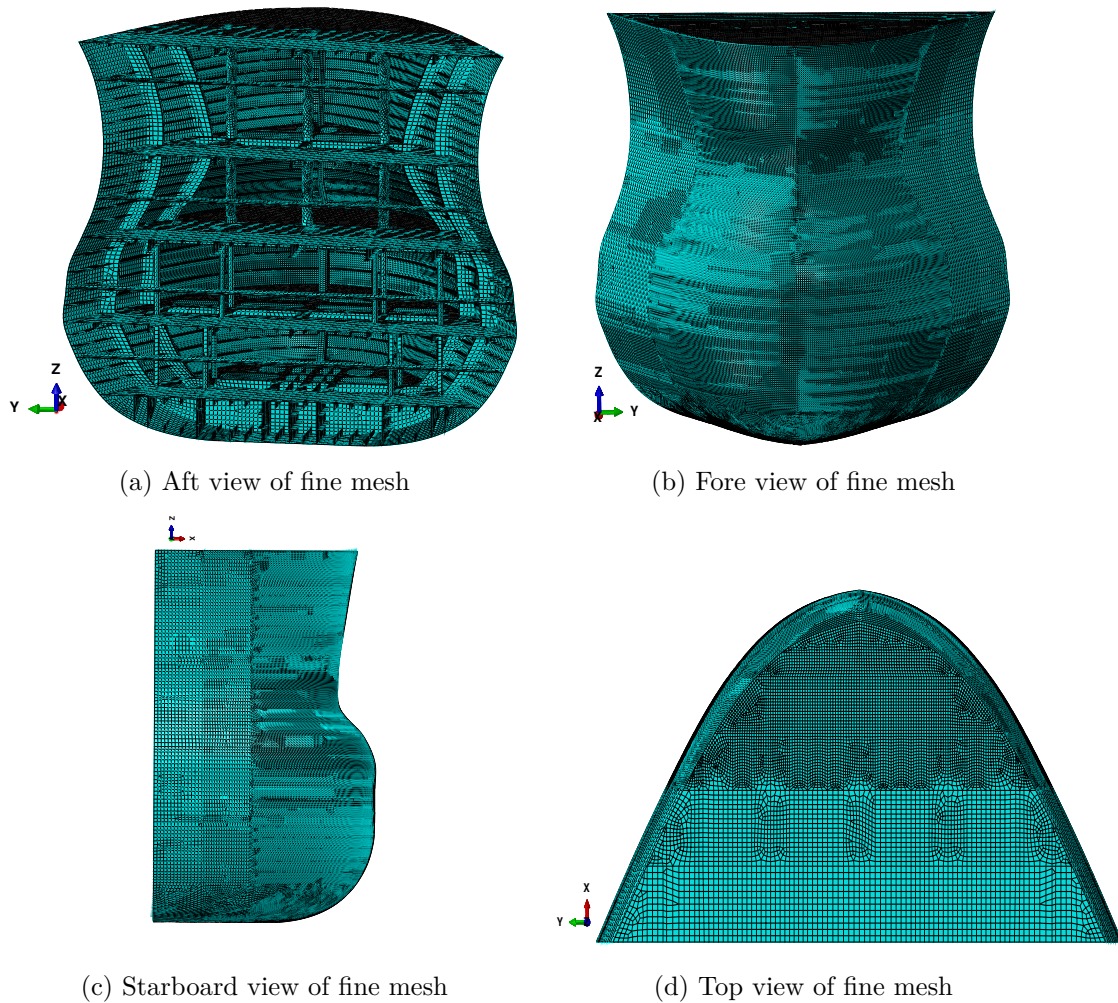 Z
Y X
(a) Aft view of fine mesh
Z
Y
X
(b) Fore view of fine mesh
Z
X
(c) Starboard view of fine mesh
X
Y
(d) Top view of fine mesh